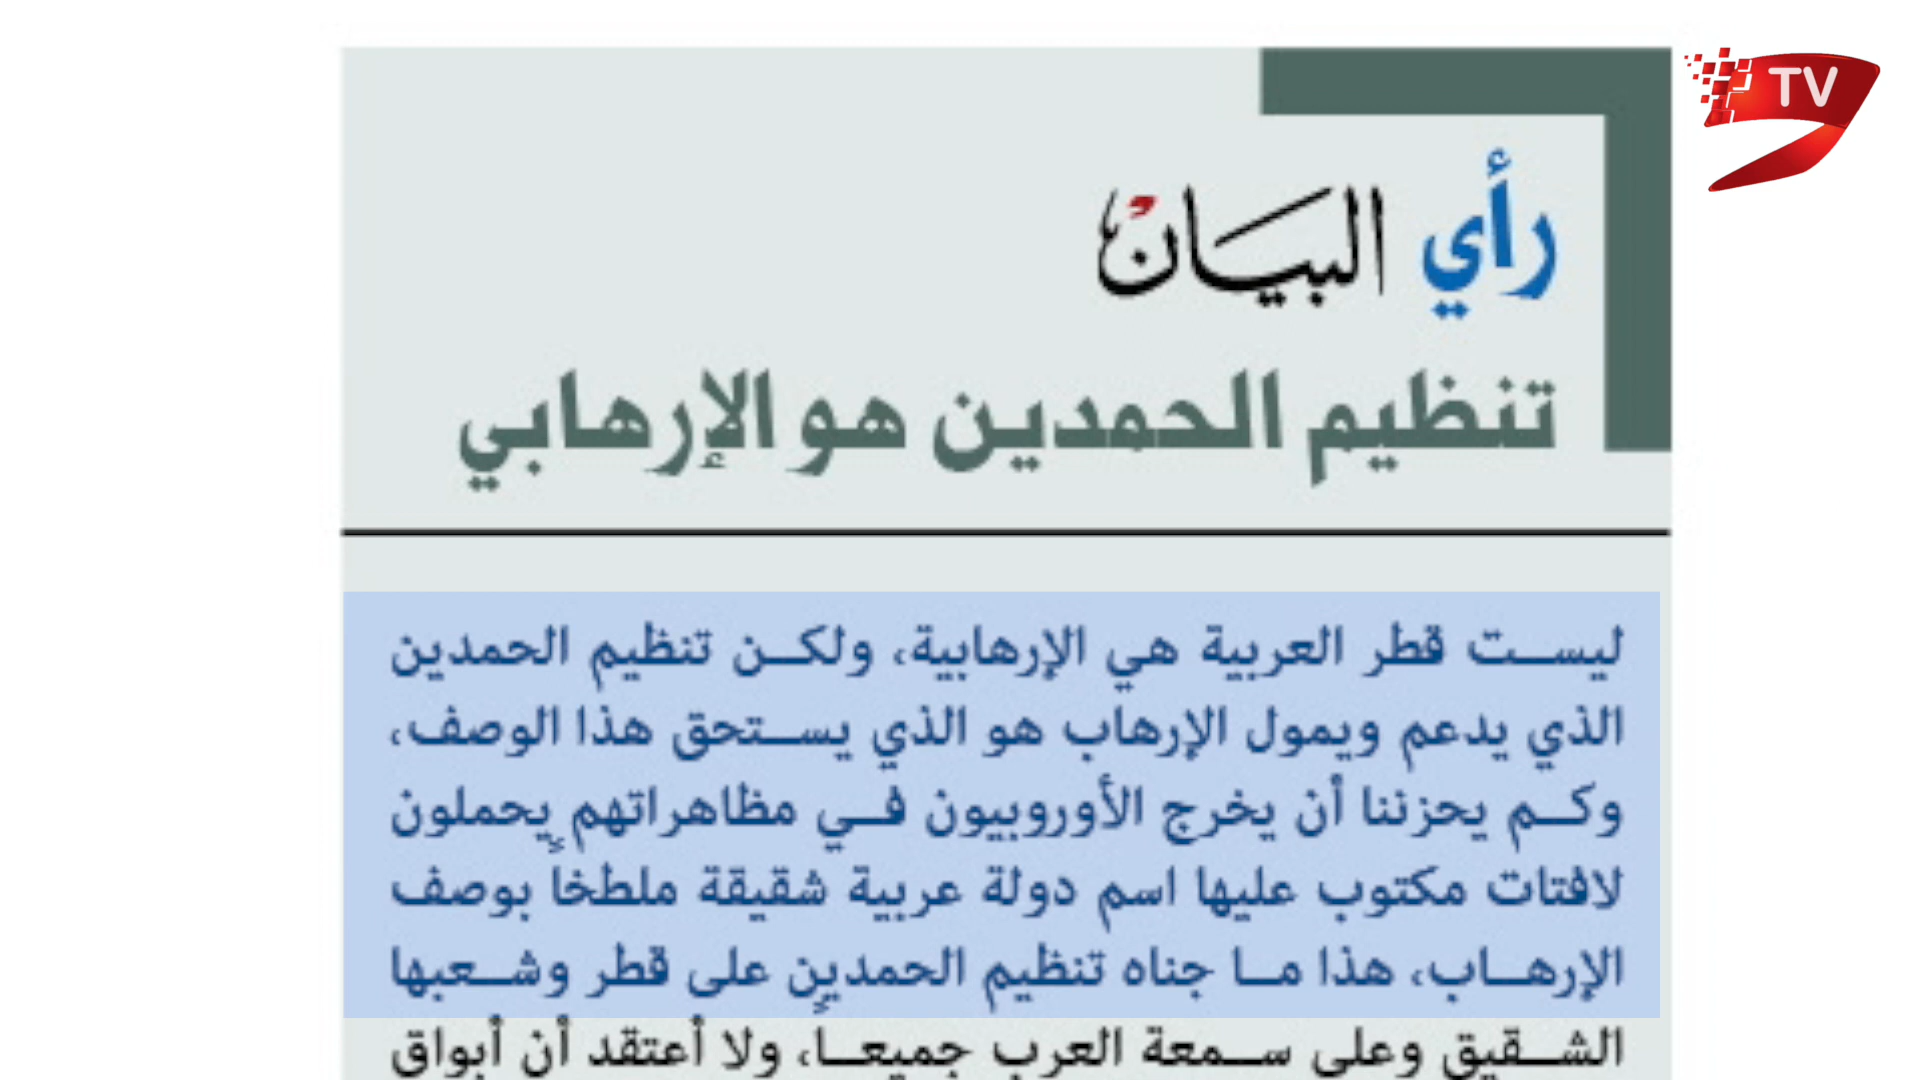 TV
رأي البيان
تنظيم الحمدين هو الإرهابي
ليست قطر العربية هي الإرهابية، ولكن تنظيم الحمدين
الذي يدعم ويمول الإرهاب هو الذي يستحق هذا الوصف،
وكم يحزننا أن يخرج الأوروبيون في مظاهراتهم يحملون
لافتات مكتوب عليها اسم دولة عربية شقيقة ملطخاً بوصف
الإرهاب، هذا ما جناه تنظيم الحمدين على قطر وشعبها
الشقيق وعلى سمعة العرب جميعاً، ولا أعتقد أن أبواق